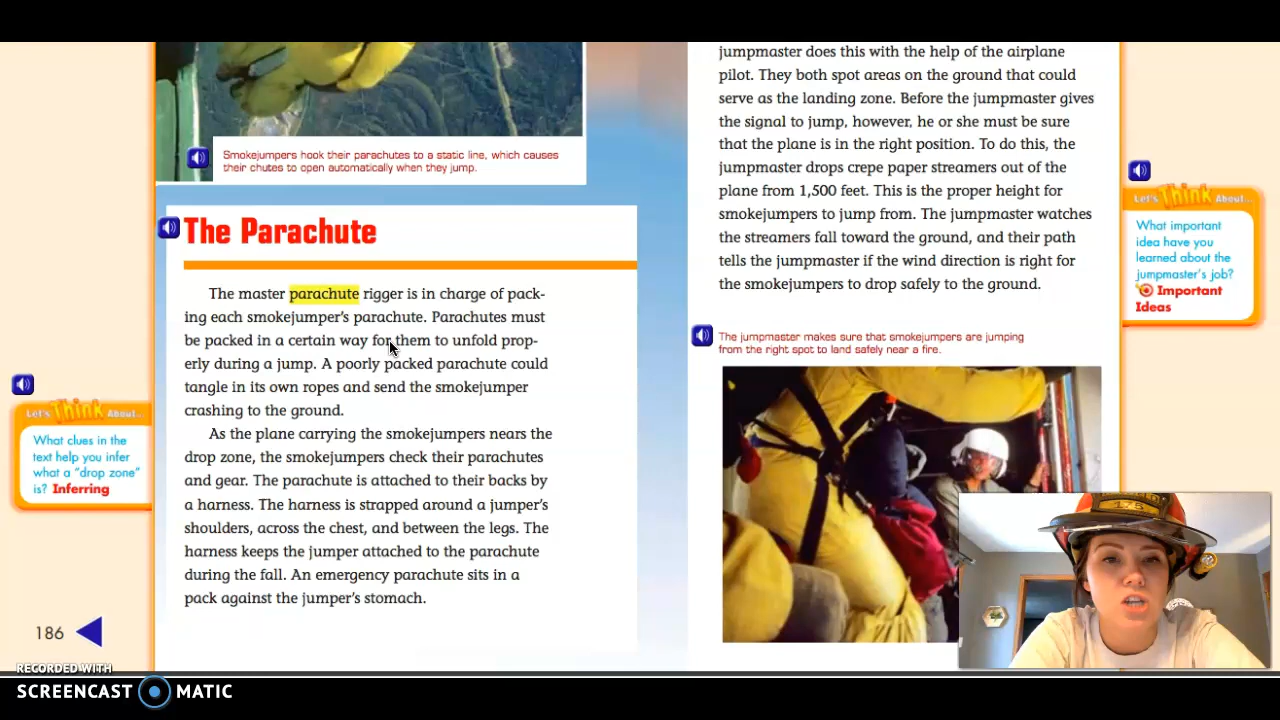 Smokejumpers hook their parachutes to a static line, which causes
their chutes to open automatically when they jump.
The Parachute
The master parachute rigger is in charge of pack-
ing each smokejumper's parachute. Parachutes must
be packed in a certain way for them to unfold prop-
erly during a jump. A poorly packed parachute could
tangle in its own ropes and send the smokejumper
crashing to the ground.
As the plane carrying the smokejumpers nears the
drop zone, the smokejumpers check their parachutes
and gear. The parachute is attached to their backs by
a harness. The harness is strapped around a jumper's
shoulders, across the chest, and between the legs. The
harness keeps the jumper attached to the parachute
during the fall. An emergency parachute sits in a
pack against the jumper's stomach.
Let's Think About...
What clues in the
text help you infer
what a "drop zone"
is? Inferring
186
jumpmaster does this with the help of the airplane
pilot. They both spot areas on the ground that could
serve as the landing zone. Before the jumpmaster gives
the signal to jump, however, he or she must be sure
that the plane is in the right position. To do this, the
jumpmaster drops crepe paper streamers out of the
plane from 1,500 feet. This is the proper height for
smokejumpers to jump from. The jumpmaster watches
the streamers fall toward the ground, and their path
tells the jumpmaster if the wind direction is right for
the smokejumpers to drop safely to the ground.
The jumpmaster makes sure that smokejumpers are jumping
from the right spot to land safely near a fire.
Let's Think About...
What important
idea have you
learned about the
jumpmaster's job?
Important
Ideas
RECORDED WITH
SCREENCAST MATIC